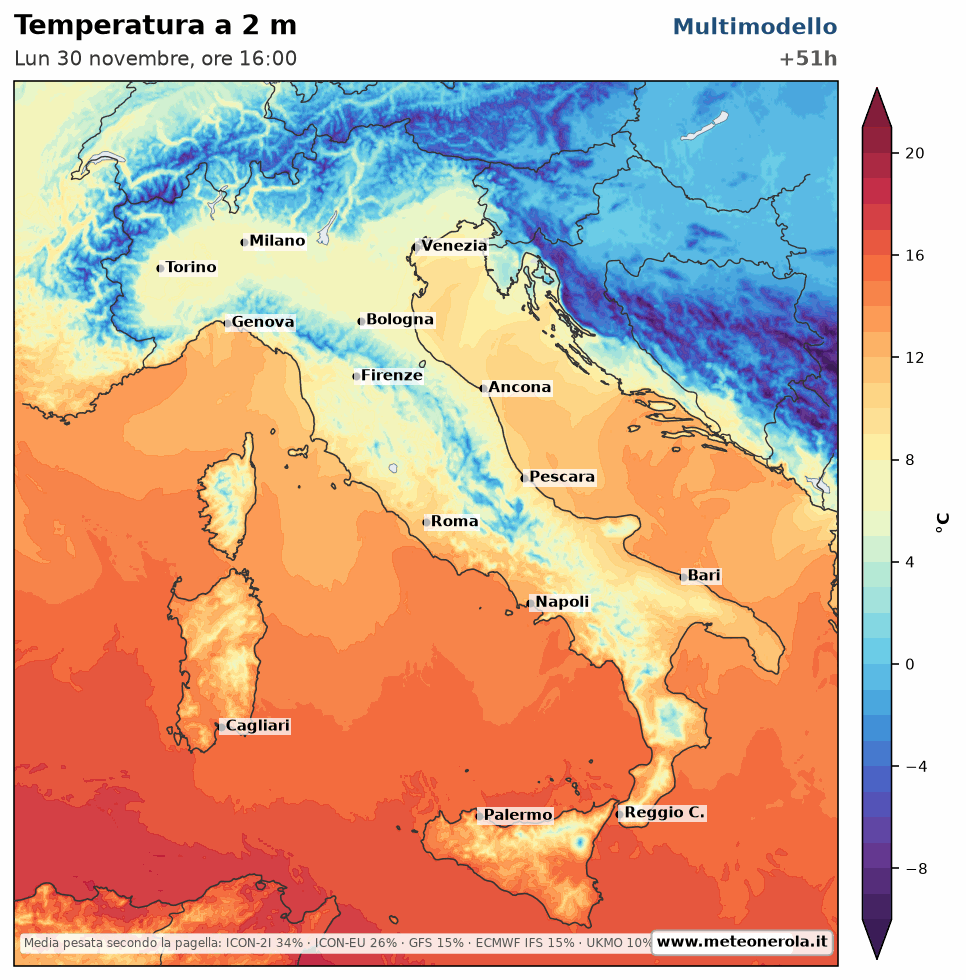 Temperatura a 2 m
Multimodello
Lun 30 novembre, ore 16:00
+51h
20
16
12
8
4
0
−4
−8
°C
Milano
Venezia
Torino
Genova
Bologna
Firenze
Ancona
Pescara
Roma
Bari
Napoli
Cagliari
Palermo
Reggio C.
Media pesata secondo la pagella: ICON-2I 34% · ICON-EU 26% · GFS 15% · ECMWF IFS 15% · UKMO 10%
www.meteonerola.it